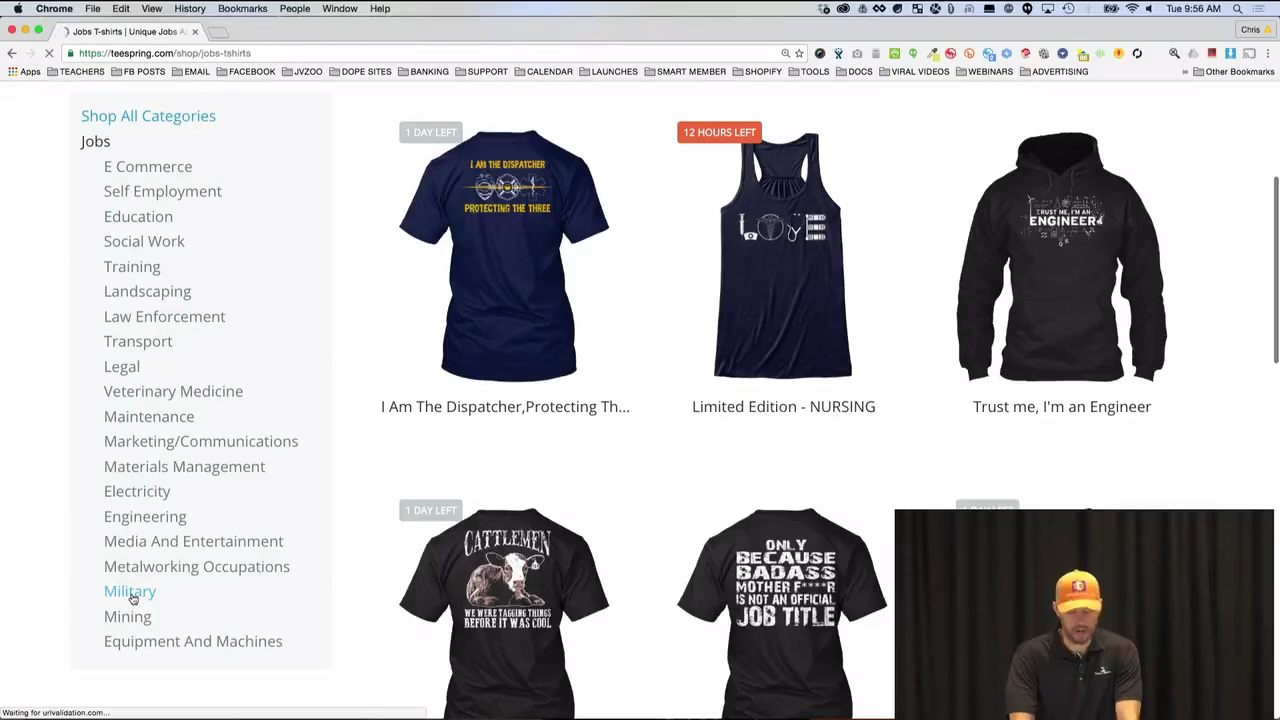 Chrome File Edit View History Bookmarks People Window Help
Tue 9:56 AM
Jobs T-shirts | Unique Jobs A
Chris
https://teespring.com/shop/jobs-tshirts
Apps TEACHERS FB POSTS EMAIL FACEBOOK JVZOO DOPE SITES BANKING SUPPORT CALENDAR LAUNCHES SMART MEMBER SHOPIFY TOOLS DOCS VIRAL VIDEOS WEBINARS ADVERTISING » Other Bookmarks
Shop All Categories
Jobs
E Commerce
Self Employment
Education
Social Work
Training
Landscaping
Law Enforcement
Transport
Legal
Veterinary Medicine
Maintenance
Marketing/Communications
Materials Management
Electricity
Engineering
Media And Entertainment
Metalworking Occupations
Military
Mining
Equipment And Machines
1 DAY LEFT
I AM THE DISPATCHER
PROTECTING THE THREE
I Am The Dispatcher,Protecting Th...
12 HOURS LEFT
LOVE
Limited Edition - NURSING
TRUST ME, I'M AN
ENGINEER
Trust me, I'm an Engineer
1 DAY LEFT
CATTLEMEN
WE WERE TAGGING THINGS
BEFORE IT WAS COOL
ONLY
BECAUSE
BADASS
MOTHER F****R
IS NOT AN OFFICIAL
JOB TITLE
Waiting for urlvalidation.com...